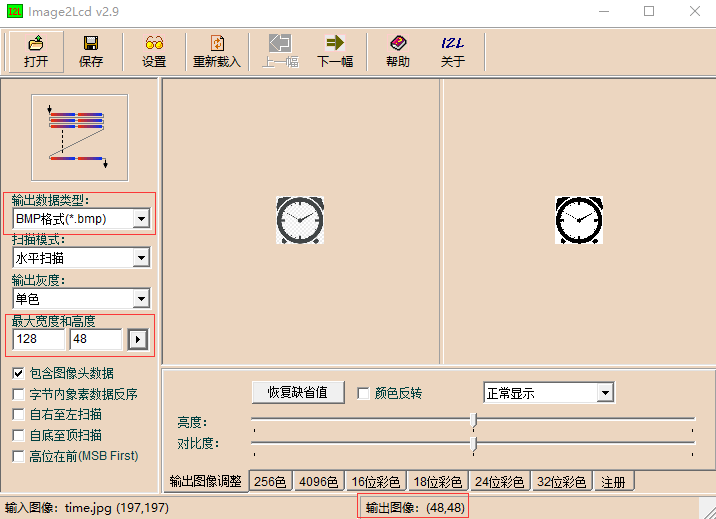 I2L Image2Lcd v2.9
打开 保存 设置 重新载入 上一幅 下一幅 帮助 I2L 关于
输出数据类型:
BMP格式(*.bmp)
扫描模式:
水平扫描
输出灰度:
单色
最大宽度和高度
128 48
包含图像头数据
字节内象素数据反序
自右至左扫描
自底至顶扫描
高位在前(MSB First)
恢复缺省值 颜色反转 正常显示
亮度:
对比度:
输出图像调整 256色 4096色 16位彩色 18位彩色 24位彩色 32位彩色 注册
输入图像: time.jpg (197,197) 输出图像: (48,48)